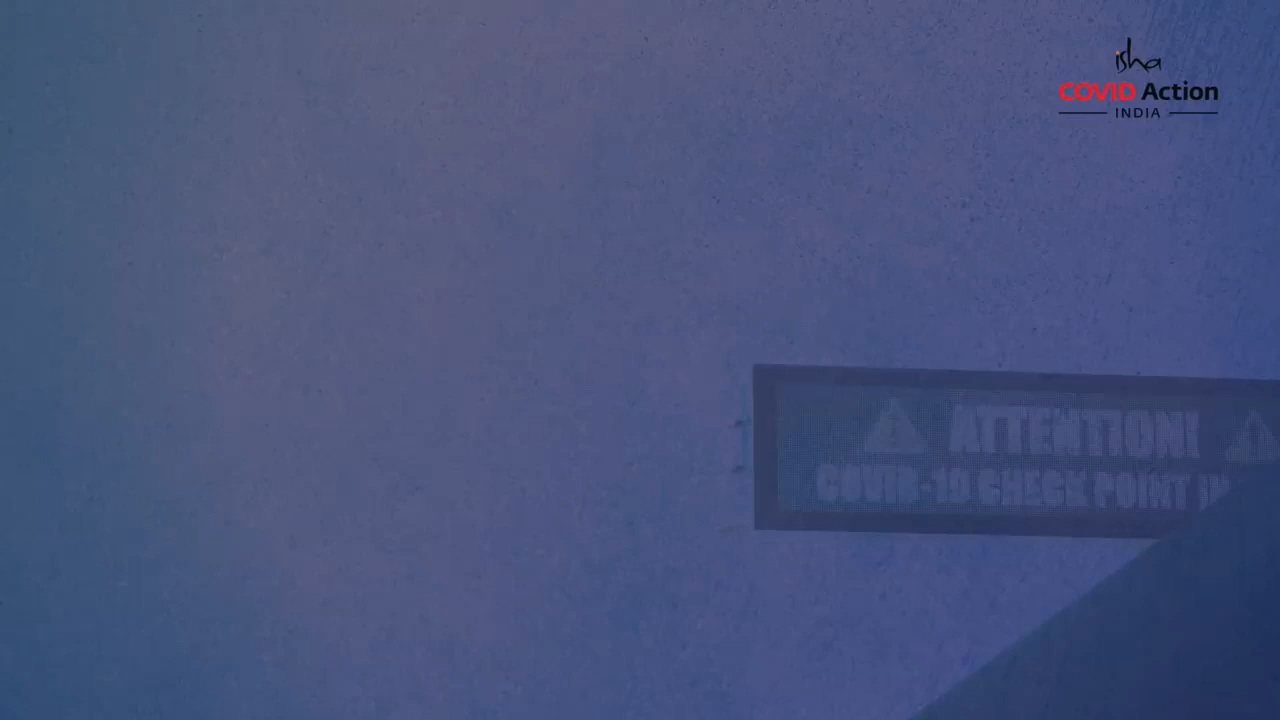 isha
COVID Action
INDIA
ATTENTION!
COVID-19 CHECK POINT